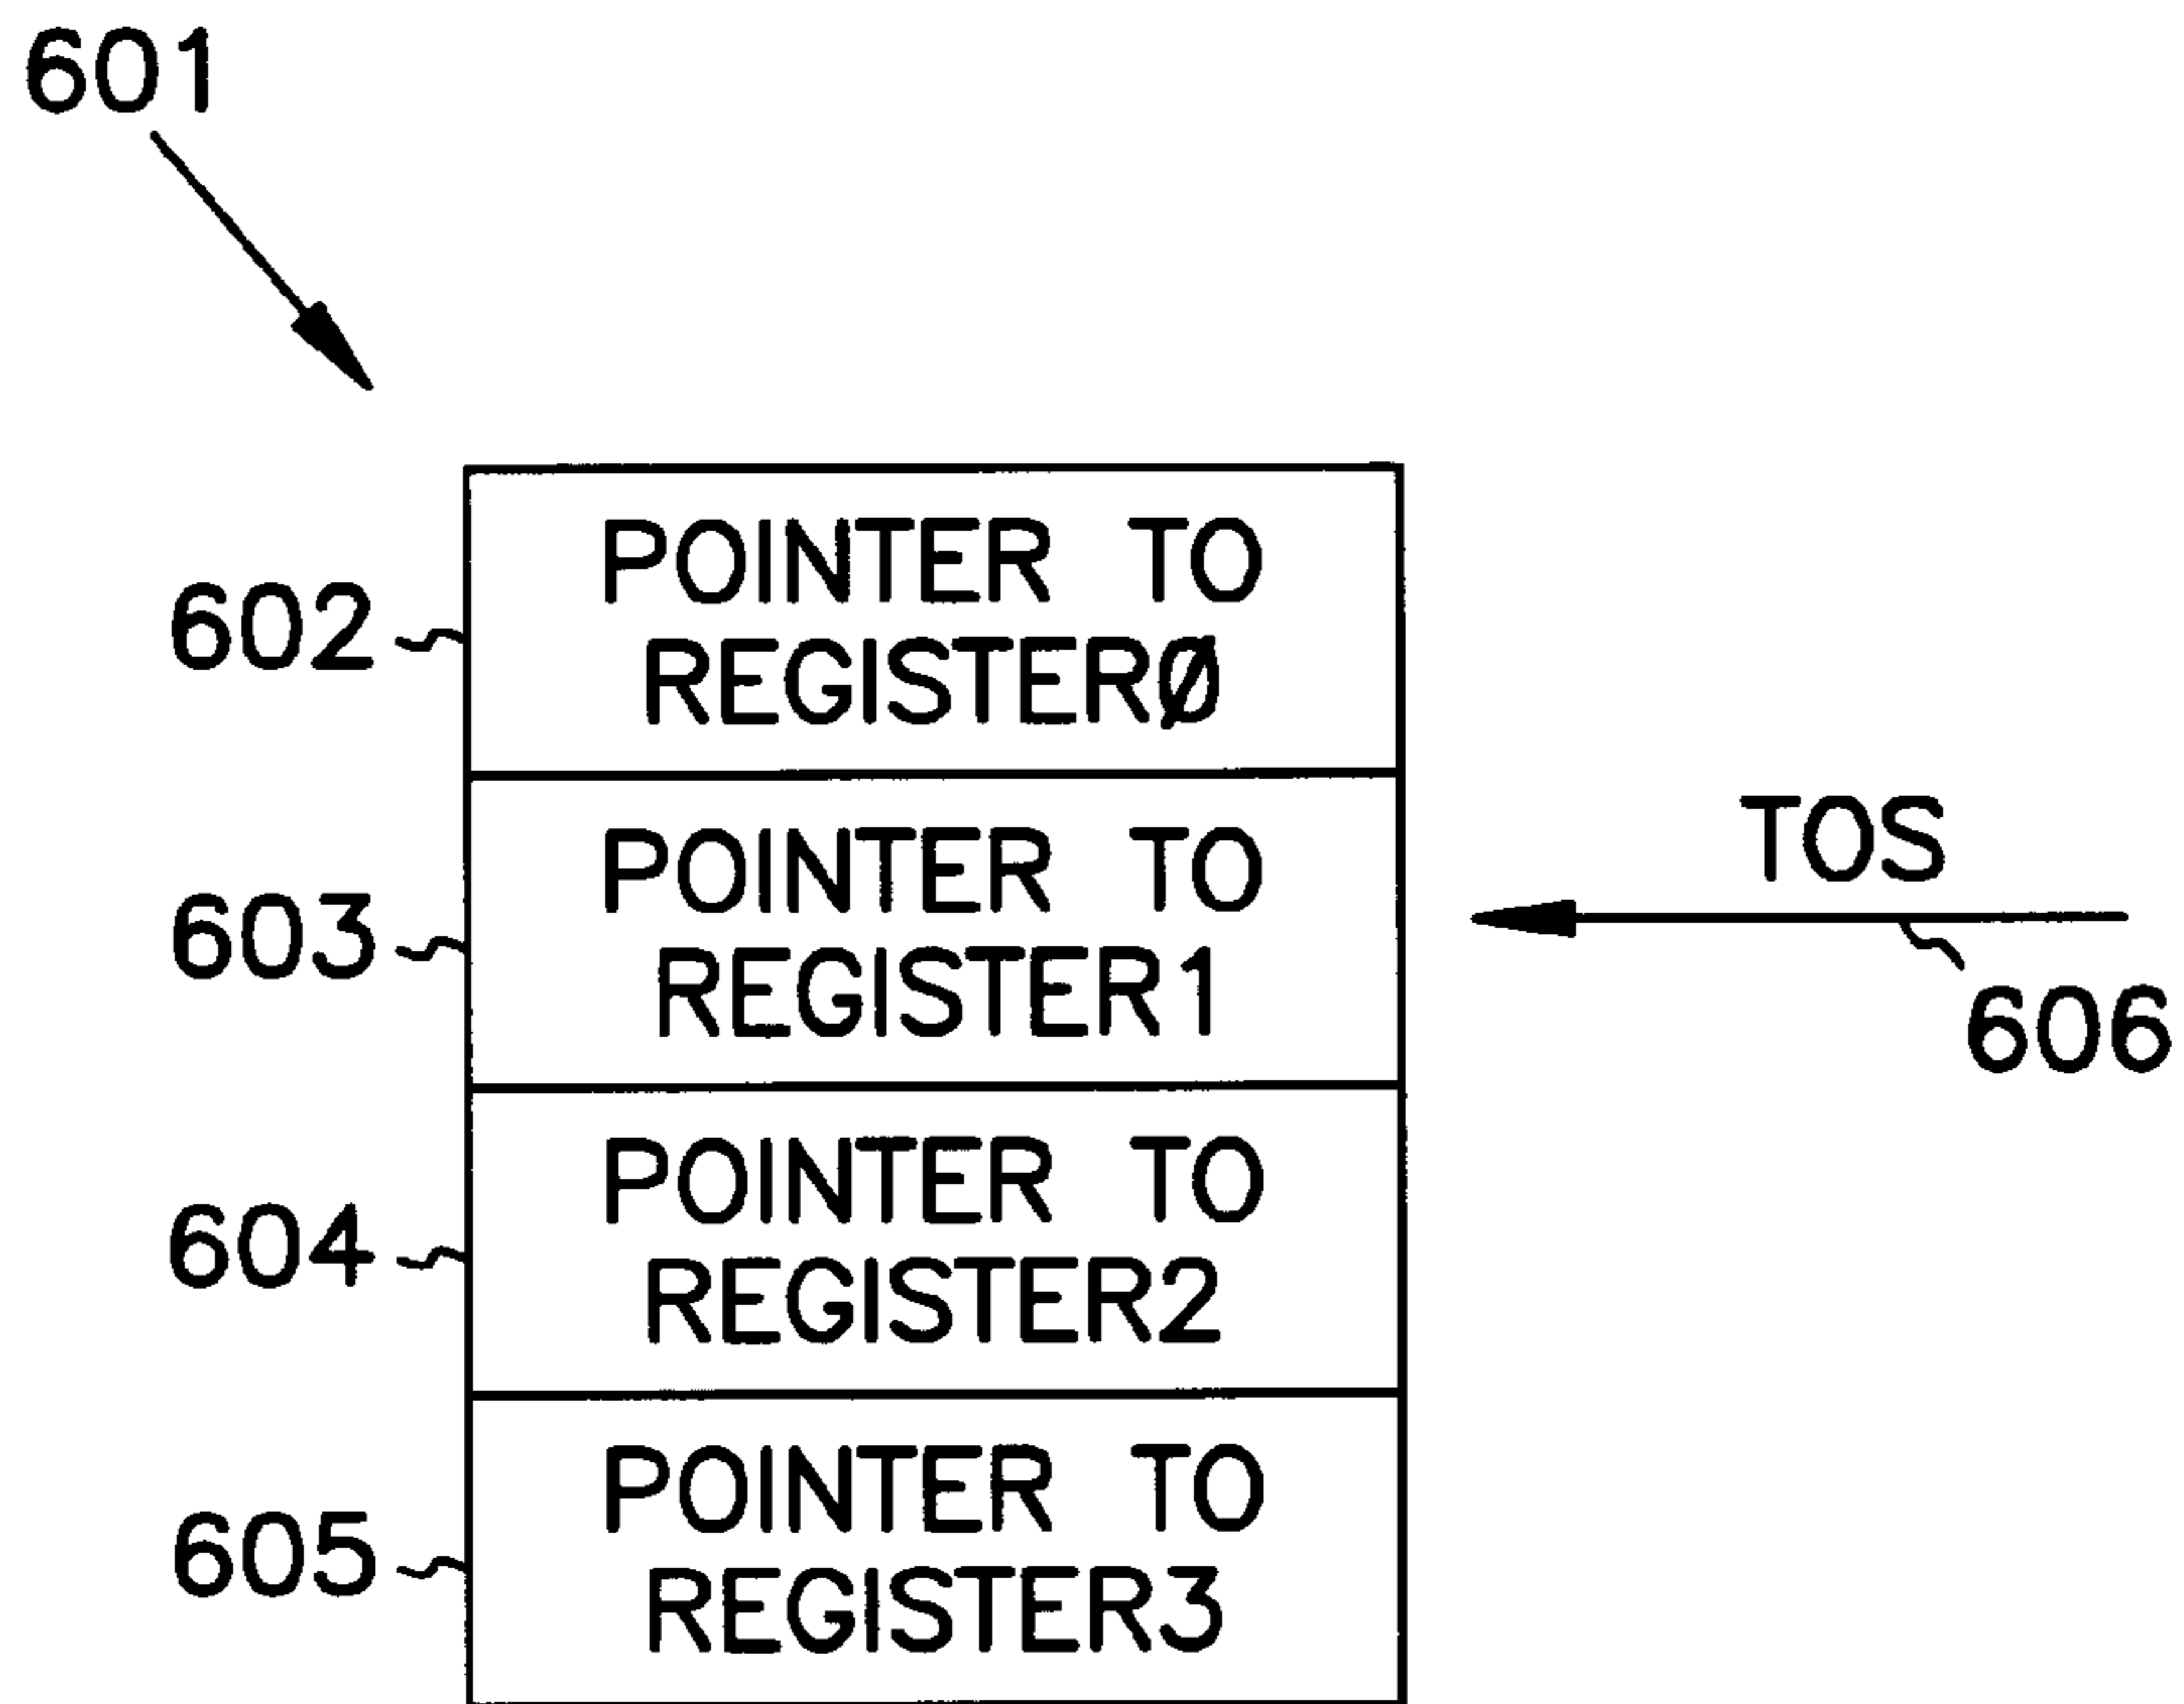 601
POINTER TO
602
REGISTERØ
POINTER TO
TOS
603
REGISTER1
606
POINTER TO
604
REGISTER2
POINTER TO
605
REGISTER3